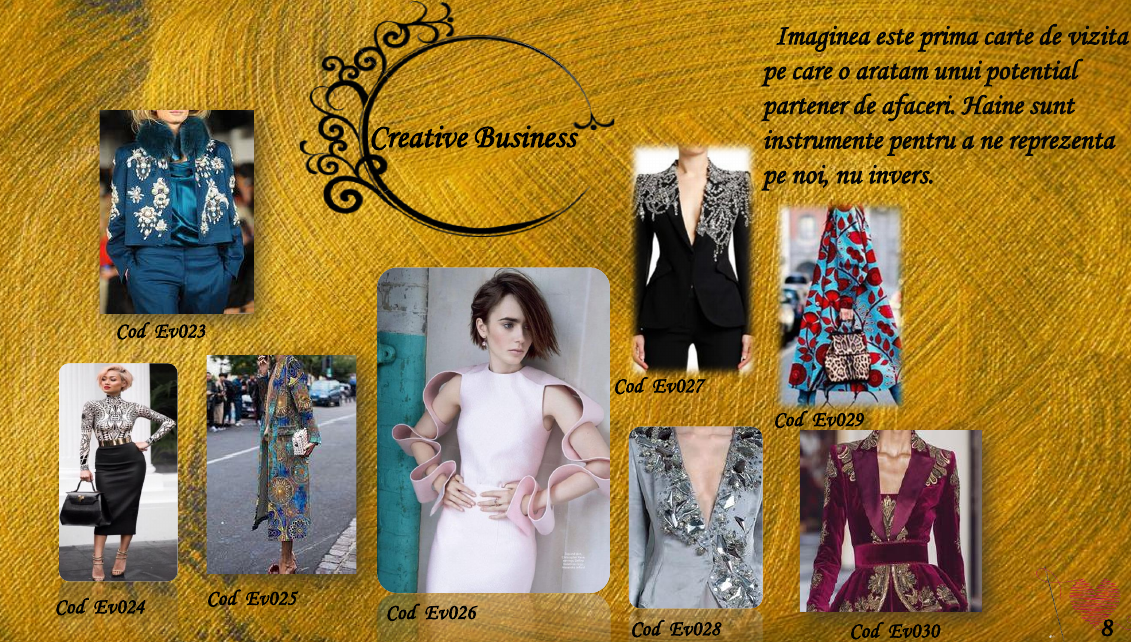 Imaginea este prima carte de vizita
pe care o aratam unui potential
partener de afaceri. Haine sunt
instrumente pentru a ne reprezenta
pe noi, nu invers.
Creative Business
Cod Ev023
Cod Ev027
Cod Ev029
Cod Ev024
Cod Ev025
Cod Ev026
Cod Ev028
Cod Ev030
8